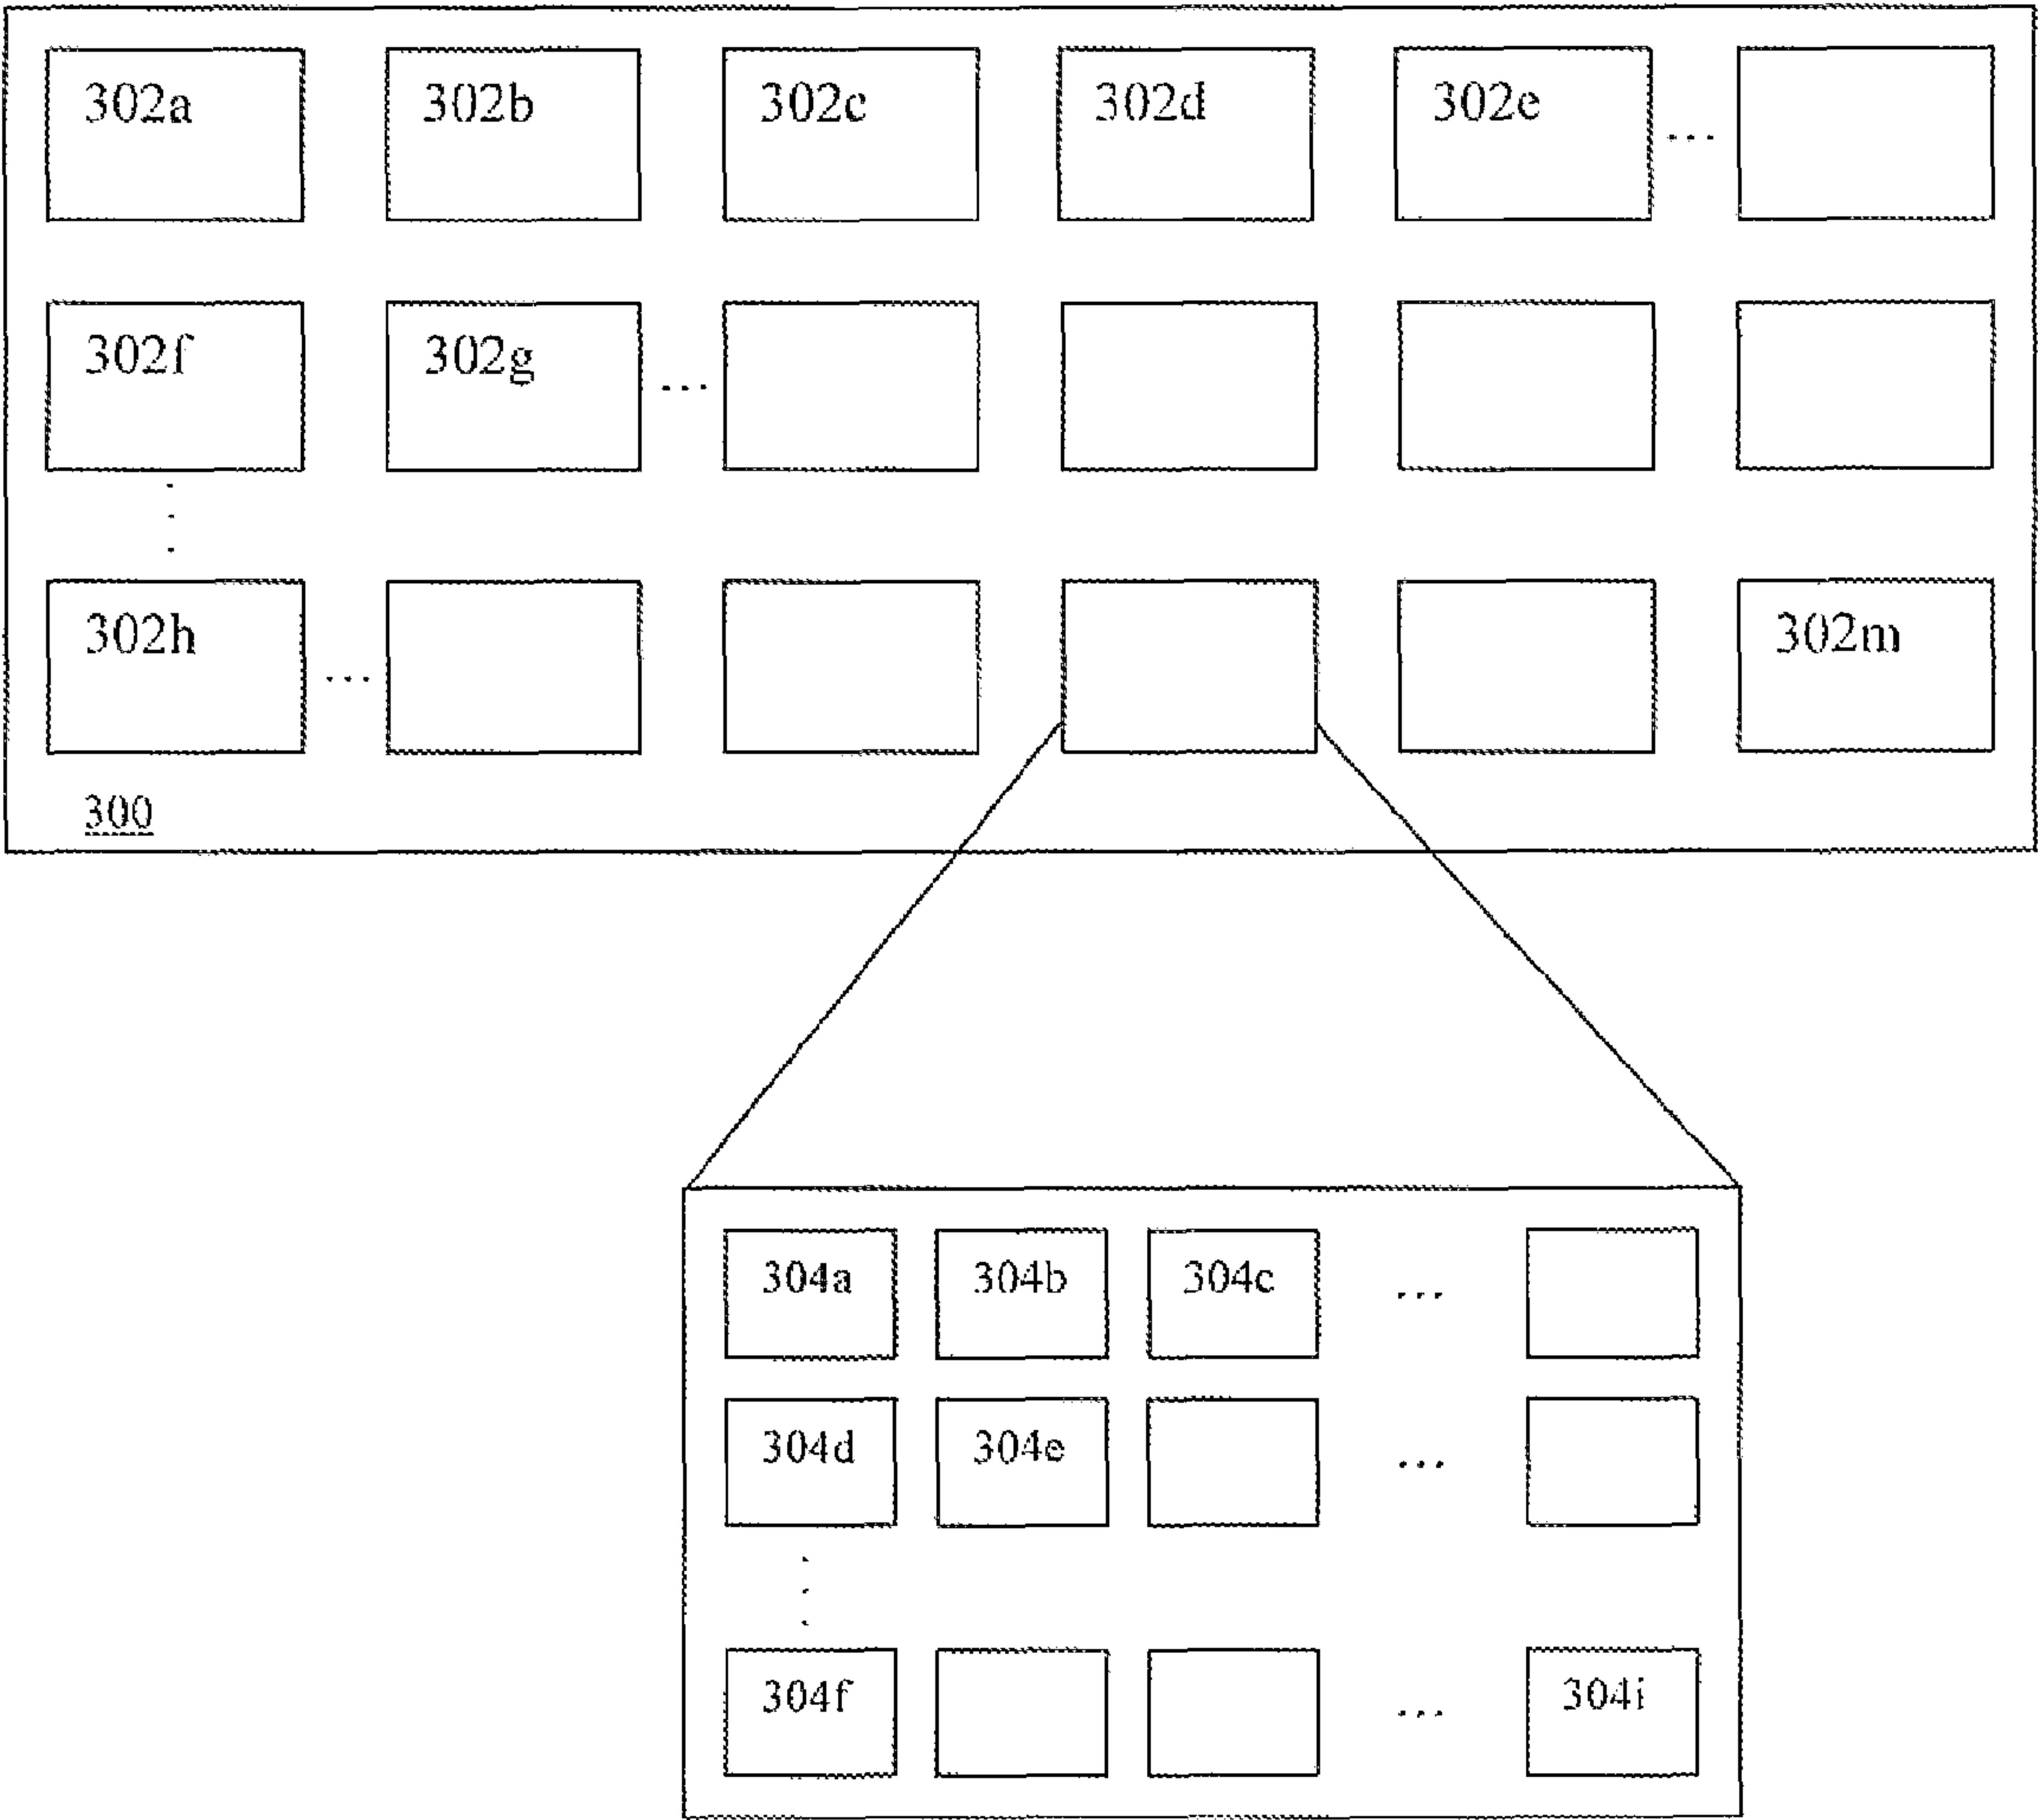 302a 302b 302c 302d 302e ...
302f 302g ...
302h ... 302m
300
304a 304b 304c ...
304d 304e ...
304f ... 304i